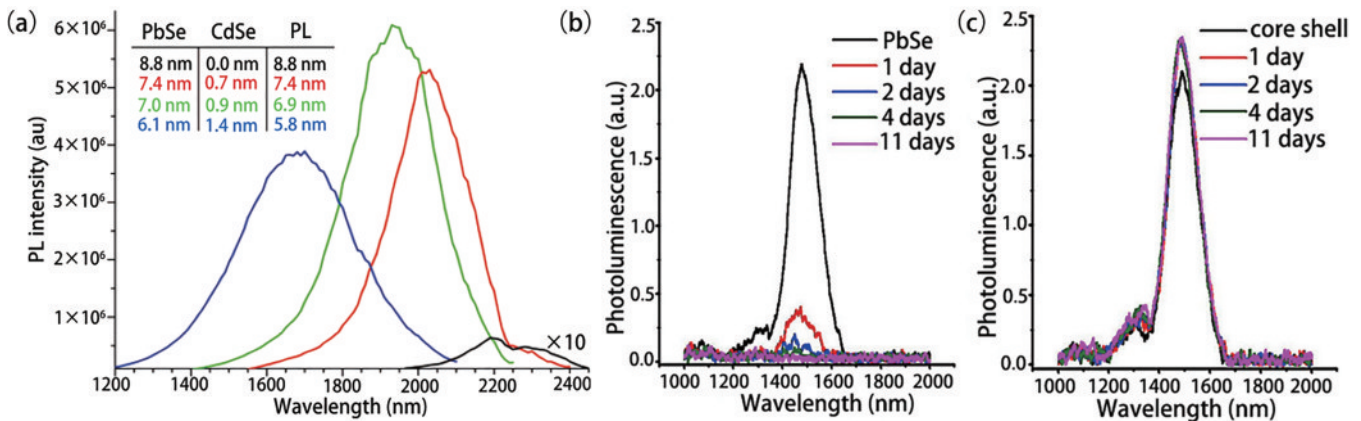 (a)
6×10⁶
5×10⁶
4×10⁶
3×10⁶
2×10⁶
1×10⁶
PL intensity (au)
PbSe CdSe PL
8.8 nm 0.0 nm 8.8 nm
7.4 nm 0.7 nm 7.4 nm
7.0 nm 0.9 nm 6.9 nm
6.1 nm 1.4 nm 5.8 nm
×10
1200 1400 1600 1800 2000 2200 2400
Wavelength (nm)
(b)
2.5
2.0
1.5
1.0
0.5
0.0
Photoluminescence (a.u.)
PbSe
1 day
2 days
4 days
11 days
1000 1200 1400 1600 1800 2000
Wavelength (nm)
(c)
2.5
2.0
1.5
1.0
0.5
0.0
Photoluminescence (a.u.)
core shell
1 day
2 days
4 days
11 days
1000 1200 1400 1600 1800 2000
Wavelength (nm)